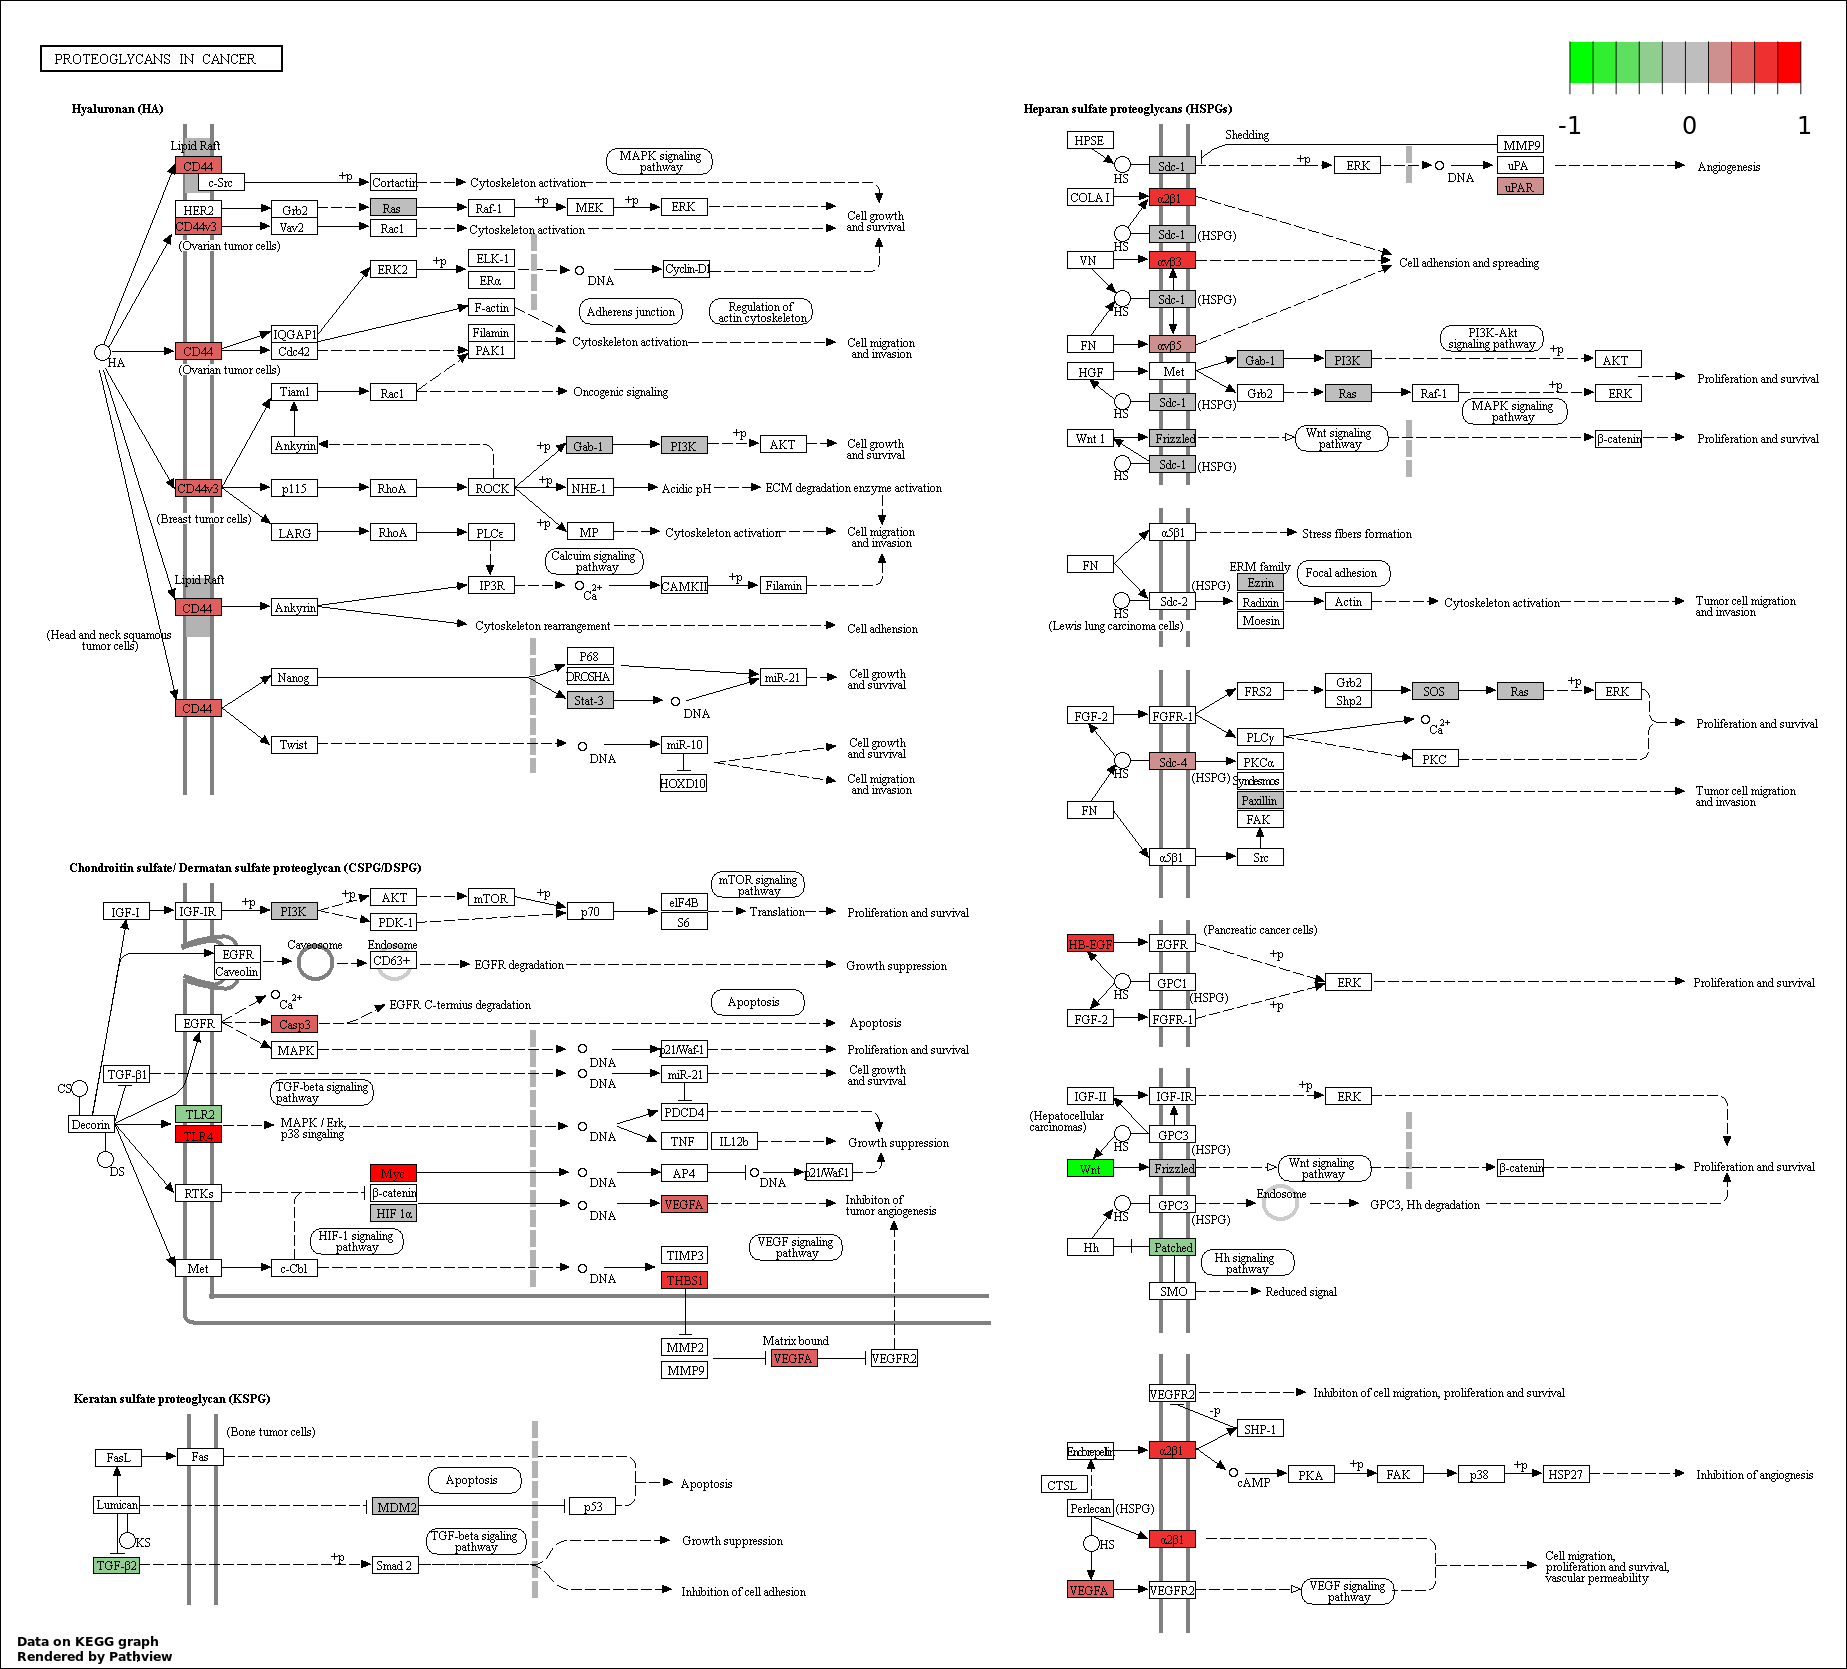 PROTEOGLYCANS IN CANCER
-1 0 1
Hyaluronan (HA)
Lipid Raft
CD44
c-Src
+p
Cortactin
Cytoskeleton activation
MAPK signaling
pathway
HER2
Grb2
Ras
Raf-1
+p
MEK
+p
ERK
Cell growth
and survival
CD44v3
Vav2
Rac1
Cytoskeleton activation
(Ovarian tumor cells)
ERK2
+p
ELK-1
ERα
DNA
Cyclin-D1
F-actin
Adherens junction
Regulation of
actin cytoskeleton
HA
CD44
IQGAP1
Cdc42
Filamin
PAK1
Cytoskeleton activation
Cell migration
and invasion
(Ovarian tumor cells)
Tiam1
Rac1
Oncogenic signaling
Ankyrin
+p
Gab-1
PI3K
+p
AKT
Cell growth
and survival
CD44v3
p115
RhoA
ROCK
+p
NHE-1
Acidic pH
ECM degradation enzyme activation
(Breast tumor cells)
LARG
RhoA
PLCε
+p
MP
Cytoskeleton activation
Cell migration
and invasion
Calcuim signaling
pathway
Lipid Raft
CD44
Ankyrin
IP3R
Ca2+
CAMKII
+p
Filamin
Cytoskeleton rearrangement
Cell adhesion
(Head and neck squamous
tumor cells)
Nanog
P68
DROSHA
Stat-3
DNA
miR-21
Cell growth
and survival
CD44
Twist
DNA
miR-10
HOXD10
Cell growth
and survival
Cell migration
and invasion
Chondroitin sulfate/ Dermatan sulfate proteoglycan (CSPG/DSPG)
IGF-I
IGF-IR
+p
PI3K
+p
AKT
PDK-1
mTOR
+p
p70
eIF4B
S6
mTOR signaling
pathway
Translation
Proliferation and survival
EGFR
Caveolin
Caveosome
Endosome
CD63+
EGFR degradation
Growth suppression
Ca2+
EGFR C-termius degradation
Apoptosis
EGFR
Casp3
Apoptosis
MAPK
DNA
p21/Waf-1
Proliferation and survival
TGF-β1
DNA
miR-21
Cell growth
and survival
CS
Decorin
DS
TGF-beta signaling
pathway
TLR2
TLR4
MAPK / Erk,
p38 singaling
DNA
PDCD4
TNF
IL12b
Growth suppression
Myc
DNA
AP4
DNA
p21/Waf-1
RTKs
β-catenin
HIF 1α
DNA
VEGFA
Inhibiton of
tumor angiogenesis
HIF-1 signaling
pathway
VEGF signaling
pathway
Met
c-Cbl
DNA
TIMP3
THBS1
MMP2
MMP9
Matrix bound
VEGFA
VEGFR2
Keratan sulfate proteoglycan (KSPG)
(Bone tumor cells)
FasL
Fas
Apoptosis
Apoptosis
Lumican
KS
MDM2
p53
TGF-β2
+p
Smad 2
TGF-beta sigaling
pathway
Growth suppression
Inhibition of cell adhesion
Data on KEGG graph
Rendered by Pathview
Heparan sulfate proteoglycans (HSPGs)
HPSE
HS
Sdc-1
Shedding
+p
ERK
DNA
MMP9
uPA
uPAR
Angiogenesis
COLA1
α2β1
HS
Sdc-1
(HSPG)
VN
αvβ3
Cell adhesion and spreading
HS
Sdc-1
(HSPG)
FN
αvβ5
PI3K-Akt
signaling pathway
HGF
Met
Gab-1
PI3K
+p
AKT
HS
Sdc-1
(HSPG)
Grb2
Ras
Raf-1
+p
ERK
Proliferation and survival
MAPK signaling
pathway
Wnt 1
Frizzled
Wnt signaling
pathway
β-catenin
Proliferation and survival
HS
Sdc-1
(HSPG)
α5β1
Stress fibers formation
FN
HS
Sdc-2
(HSPG)
ERM family
Ezrin
Radixin
Moesin
Focal adhesion
Actin
Cytoskeleton activation
Tumor cell migration
and invasion
(Lewis lung carcinoma cells)
FGF-2
FGFR-1
FRS2
Grb2
Shp2
SOS
Ras
+p
ERK
PLCγ
Ca2+
PKC
Proliferation and survival
HS
Sdc-4
(HSPG)
PKCα
Syndesmos
Paxillin
FAK
Tumor cell migration
and invasion
FN
α5β1
Src
HB-EGF
EGFR
(Pancreatic cancer cells)
+p
HS
GPC1
(HSPG)
ERK
Proliferation and survival
FGF-2
FGFR-1
+p
IGF-II
IGF-IR
+p
ERK
(Hepatocellular
carcinomas)
HS
GPC3
(HSPG)
Wnt
Frizzled
Wnt signaling
pathway
β-catenin
Proliferation and survival
HS
GPC3
(HSPG)
Endosome
GPC3, Hh degradation
Hh
Patched
Hh signaling
pathway
SMO
Reduced signal
VEGFR2
Inhibiton of cell migration, proliferation and survival
-p
SHP-1
Endorepellin
α2β1
cAMP
PKA
+p
FAK
p38
+p
HSP27
Inhibition of angiognesis
CTSL
Perlecan
(HSPG)
HS
α2β1
VEGFA
VEGFR2
VEGF signaling
pathway
Cell migration,
proliferation and survival,
vascular permeability